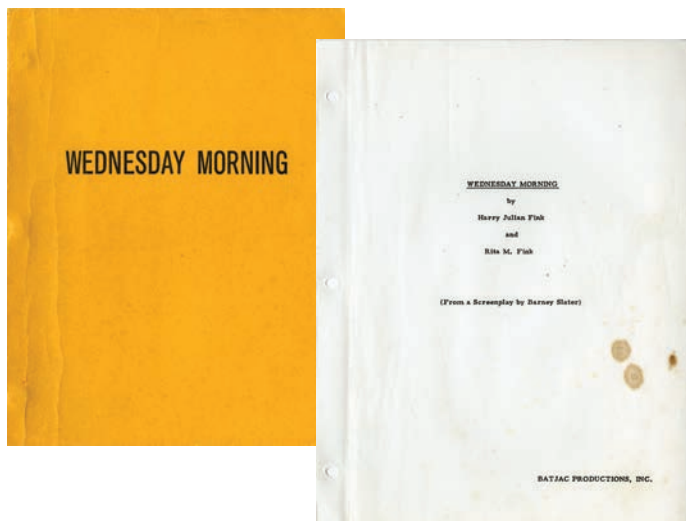 WEDNESDAY MORNING
WEDNESDAY MORNING
by
Harry Julian Fink
and
Rita M. Fink
(From a Screenplay by Barney Slater)
BATJAC PRODUCTIONS, INC.